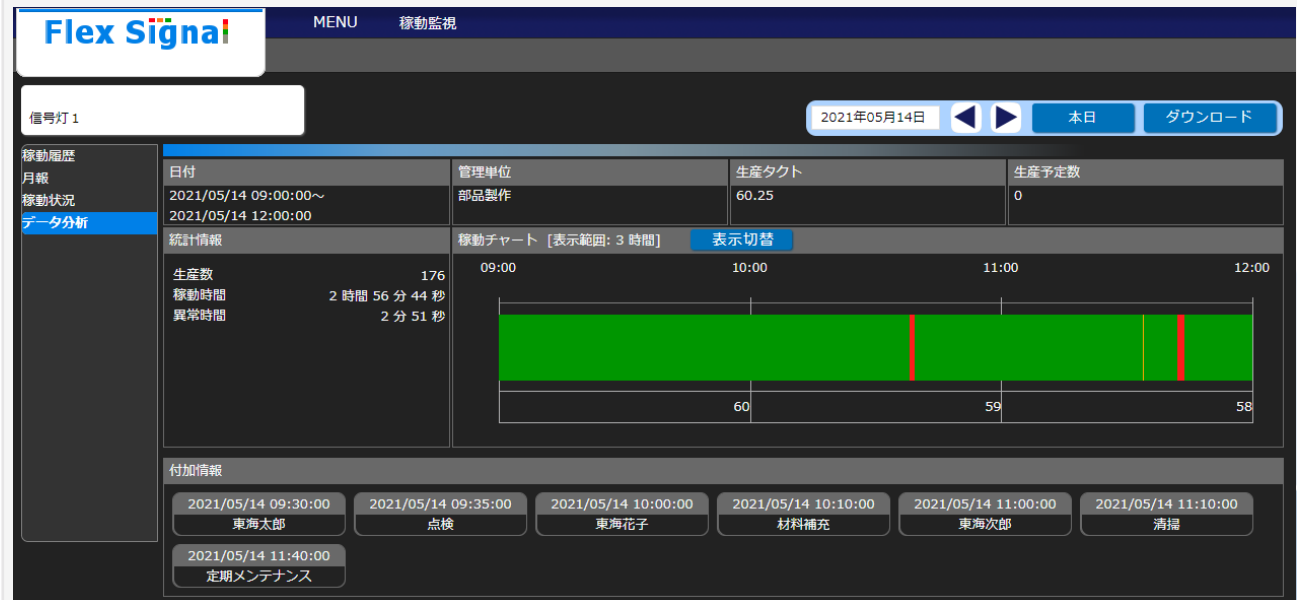 Flex Signal
MENU 稼動監視
信号灯1
2021年05月14日 本日 ダウンロード
稼動履歴
月報
稼動状況
データ分析
日付 管理単位 生産タクト 生産予定数
2021/05/14 09:00:00～ 部品製作 60.25 0
2021/05/14 12:00:00
統計情報 稼動チャート [表示範囲: 3 時間] 表示切替
生産数 176
稼動時間 2 時間 56 分 44 秒
異常時間 2 分 51 秒
09:00 10:00 11:00 12:00
60 59 58
付加情報
2021/05/14 09:30:00 2021/05/14 09:35:00 2021/05/14 10:00:00 2021/05/14 10:10:00 2021/05/14 11:00:00 2021/05/14 11:10:00
東海太郎 点検 東海花子 材料補充 東海次郎 清掃
2021/05/14 11:40:00
定期メンテナンス